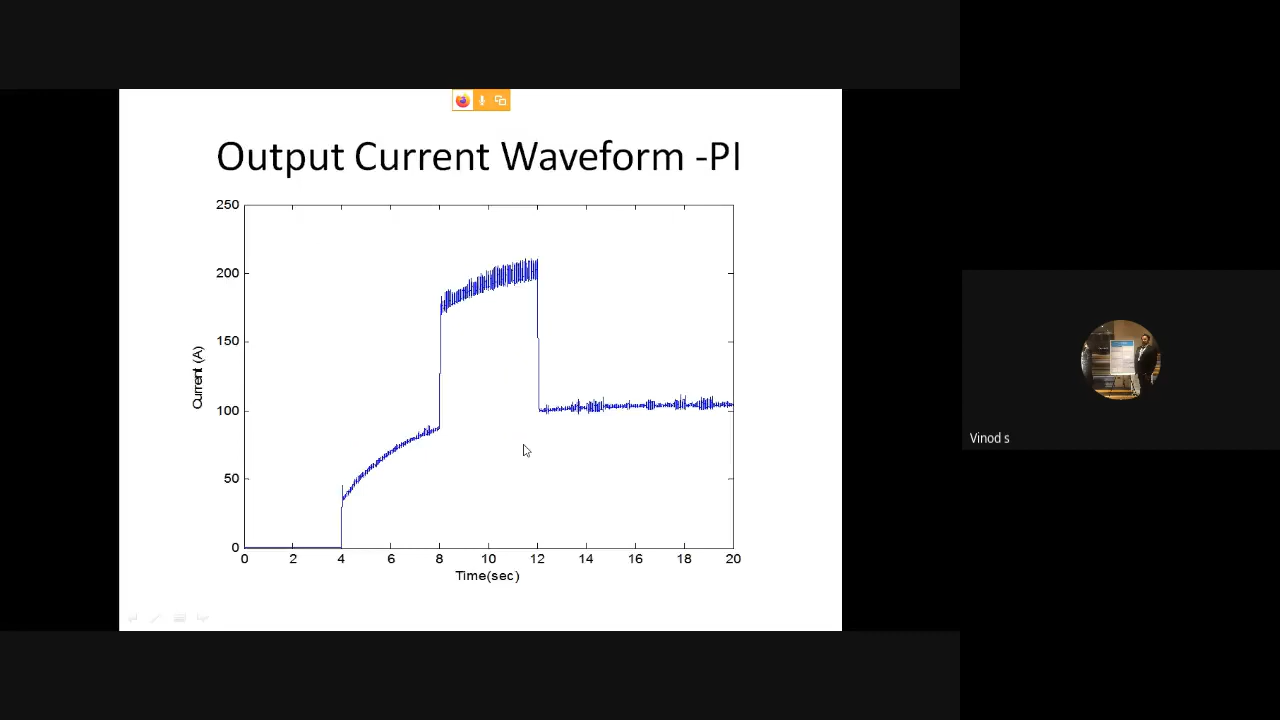 Output Current Waveform -PI
250
200
150
100
50
0
Current (A)
0 2 4 6 8 10 12 14 16 18 20
Time(sec)
Vinod s